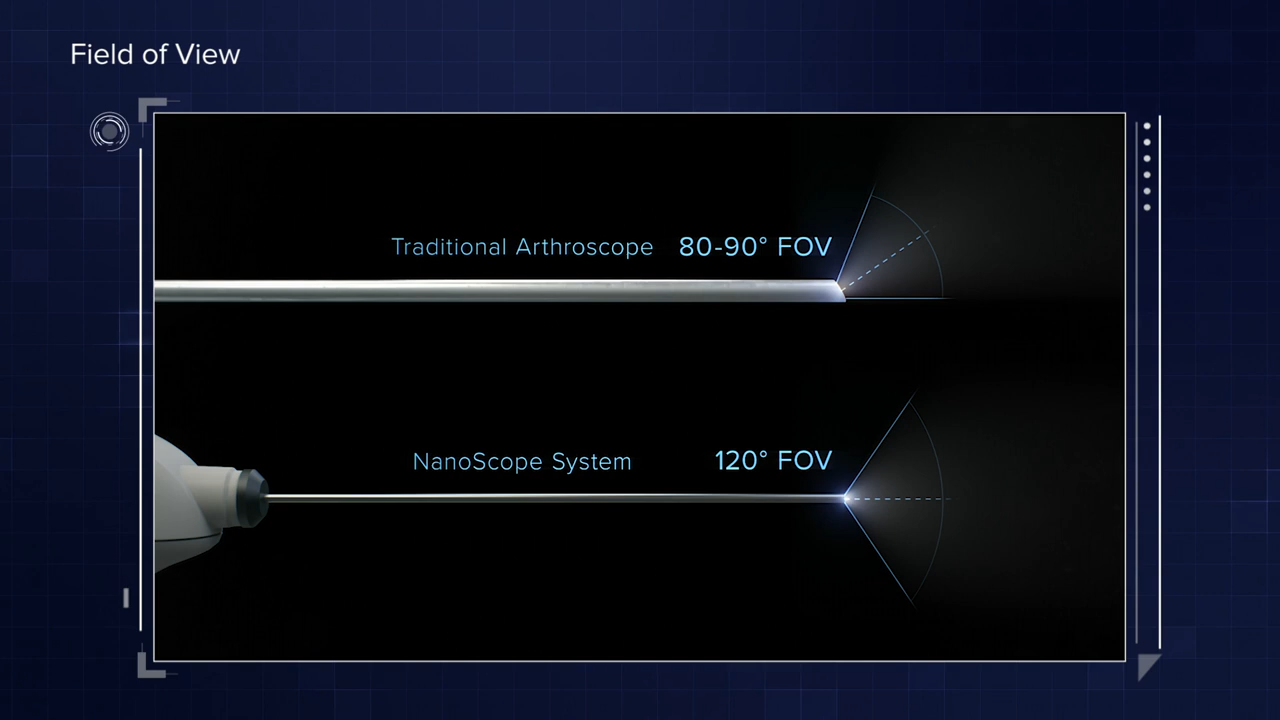 Field of View
Traditional Arthroscope 80-90° FOV
NanoScope System 120° FOV